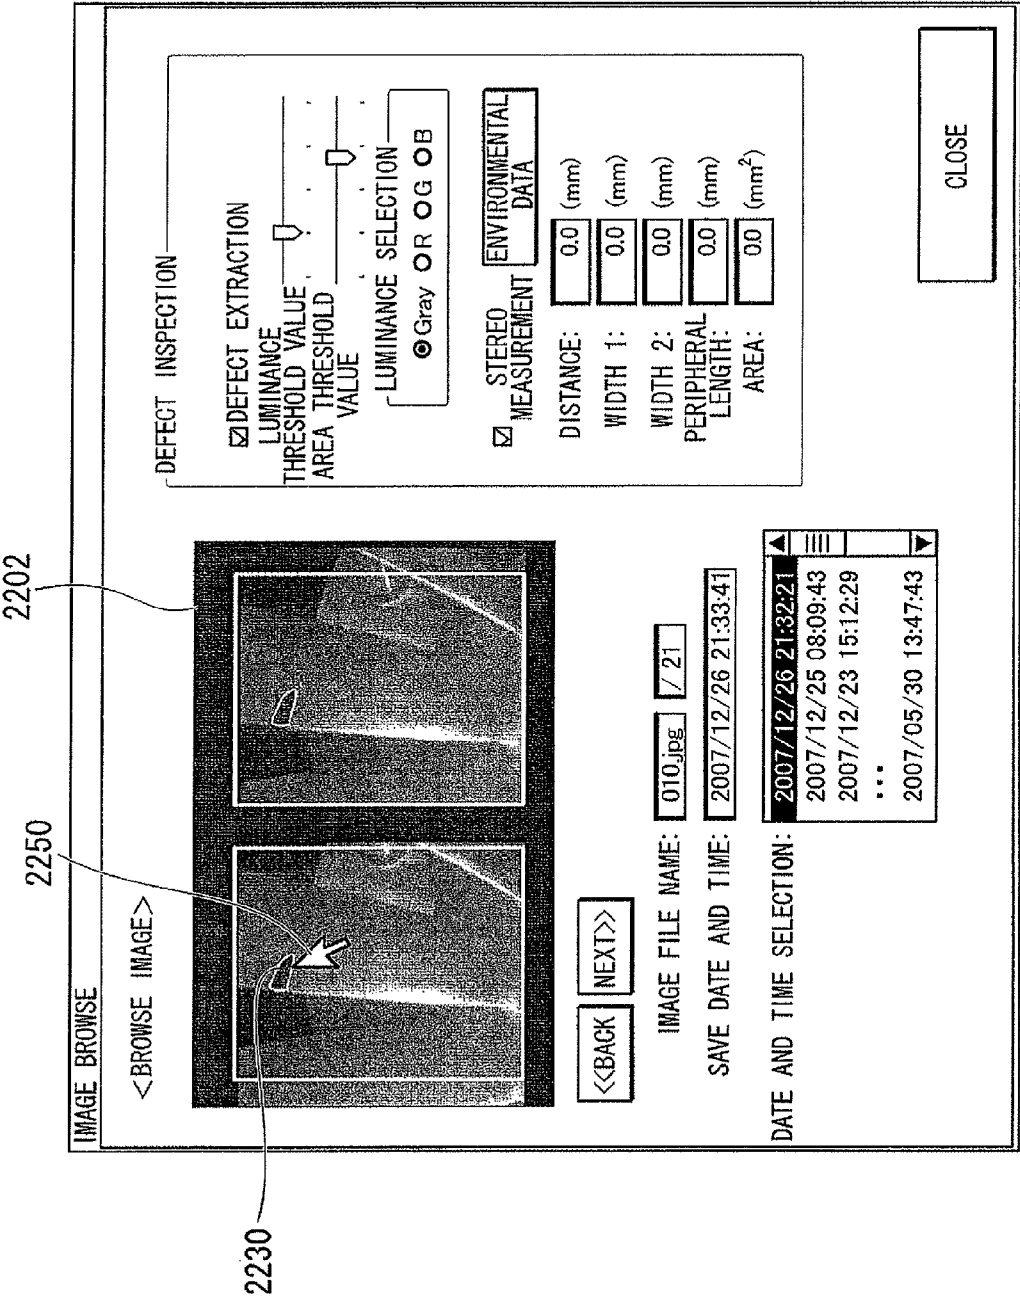 2202
2250
2230
IMAGE BROWSE
<BROWSE IMAGE>
<<BACK
NEXT>>
IMAGE FILE NAME: 010.jpg / 21
SAVE DATE AND TIME: 2007/12/26 21:33:41
DATE AND TIME SELECTION: 2007/12/26 21:32:21
2007/12/25 08:09:43
2007/12/23 15:12:29
...
2007/05/30 13:47:43
DEFECT INSPECTION
DEFECT EXTRACTION
LUMINANCE
THRESHOLD VALUE
AREA THRESHOLD
VALUE
LUMINANCE SELECTION
Gray R G B
STEREO
MEASUREMENT
ENVIRONMENTAL
DATA
DISTANCE: 0.0 (mm)
WIDTH 1: 0.0 (mm)
WIDTH 2: 0.0 (mm)
PERIPHERAL
LENGTH: 0.0 (mm)
AREA: 0.0 (mm²)
CLOSE